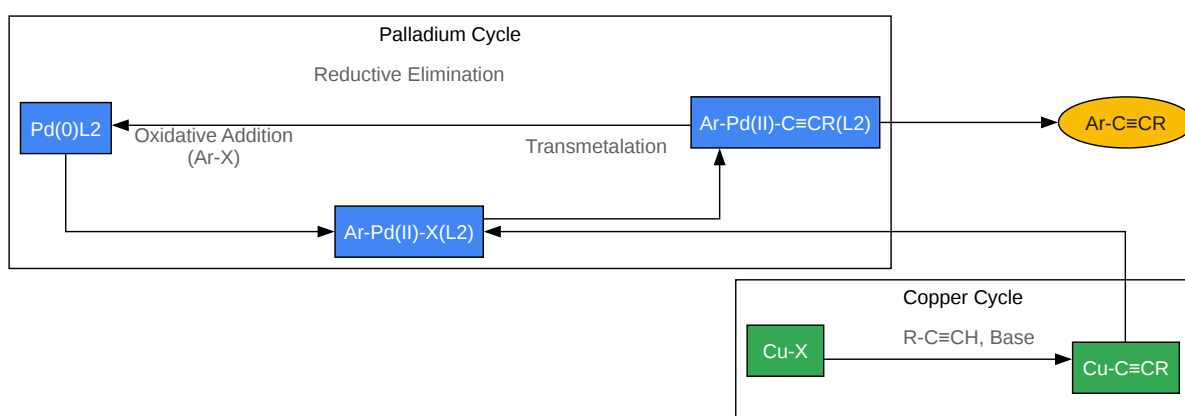 Palladium Cycle
Reductive Elimination
Pd(0)L2
Oxidative Addition
(Ar-X)
Transmetalation
Ar-Pd(II)-C≡CR(L2)
Ar-C≡CR
Ar-Pd(II)-X(L2)
Copper Cycle
R-C≡CH, Base
Cu-X
Cu-C≡CR